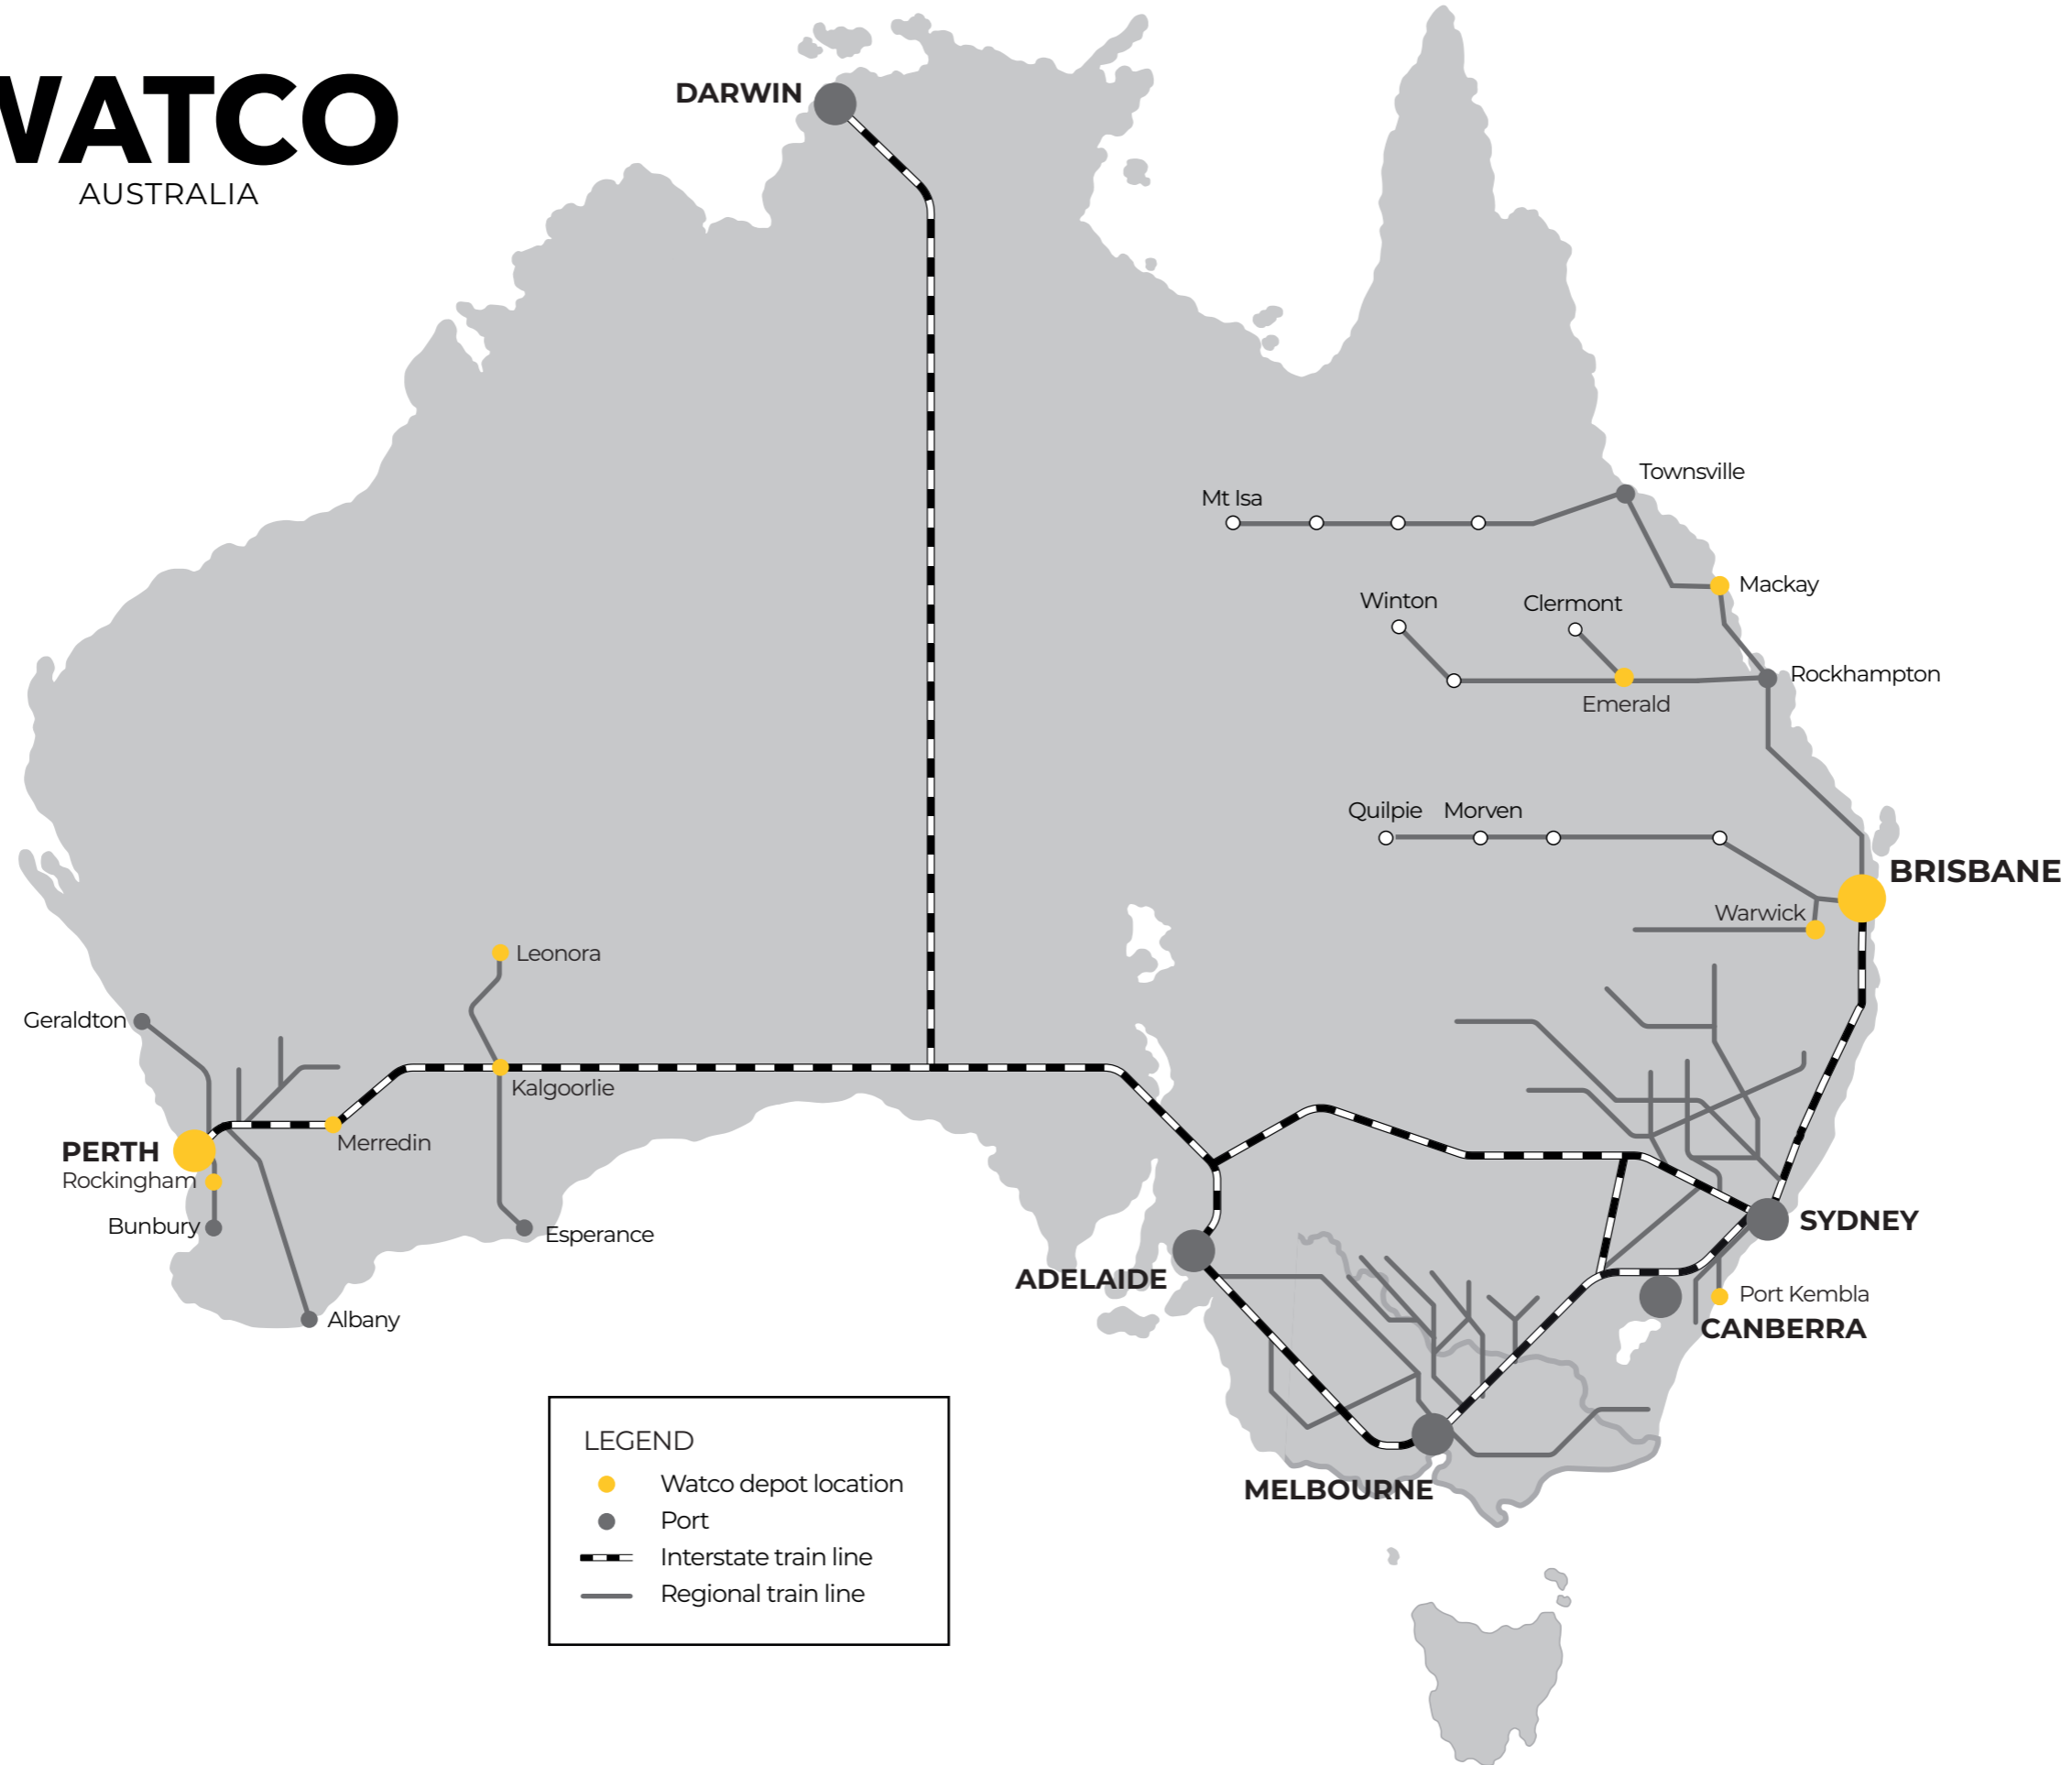 WATCO
AUSTRALIA
DARWIN
Townsville
Mt Isa
Mackay
Winton
Clermont
Rockhampton
Emerald
Quilpie
Morven
BRISBANE
Warwick
Leonora
Geraldton
Kalgoorlie
Merredin
PERTH
Rockingham
Bunbury
Esperance
Albany
SYDNEY
ADELAIDE
Port Kembla
CANBERRA
MELBOURNE
LEGEND
Watco depot location
Port
Interstate train line
Regional train line